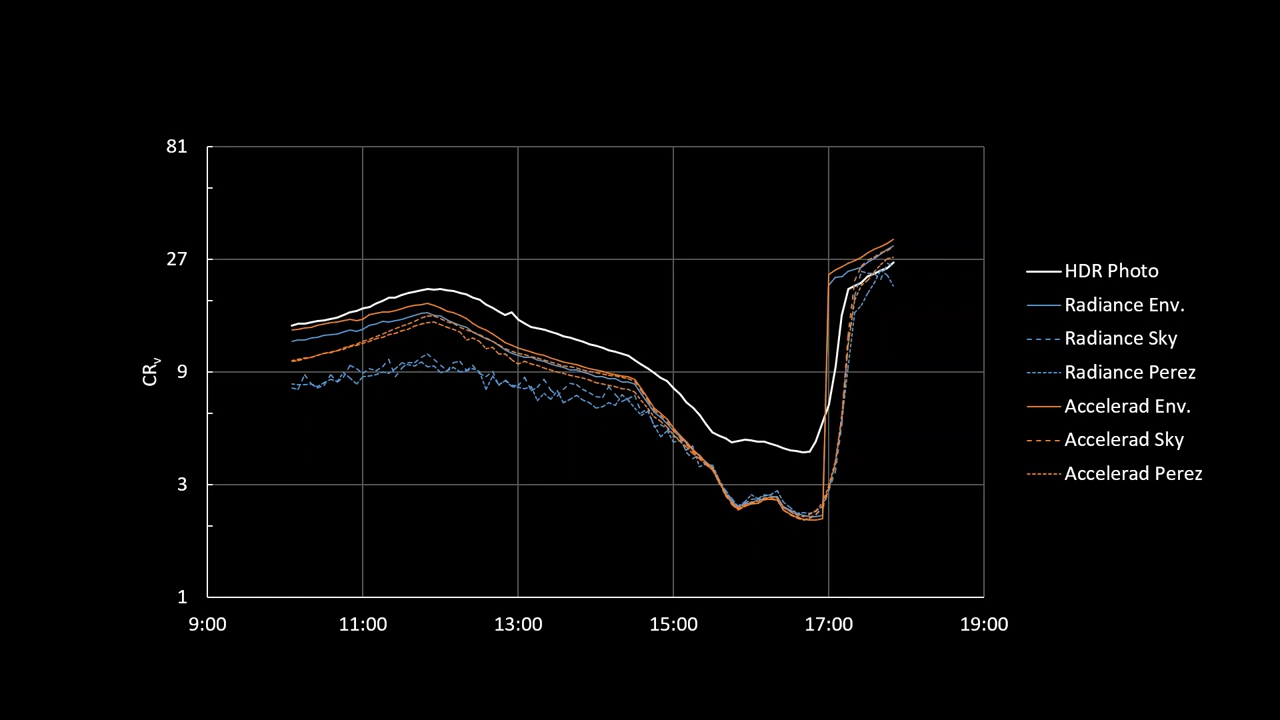 81
27
9
3
1
CRv
9:00 11:00 13:00 15:00 17:00 19:00
HDR Photo
Radiance Env.
Radiance Sky
Radiance Perez
Accelerad Env.
Accelerad Sky
Accelerad Perez